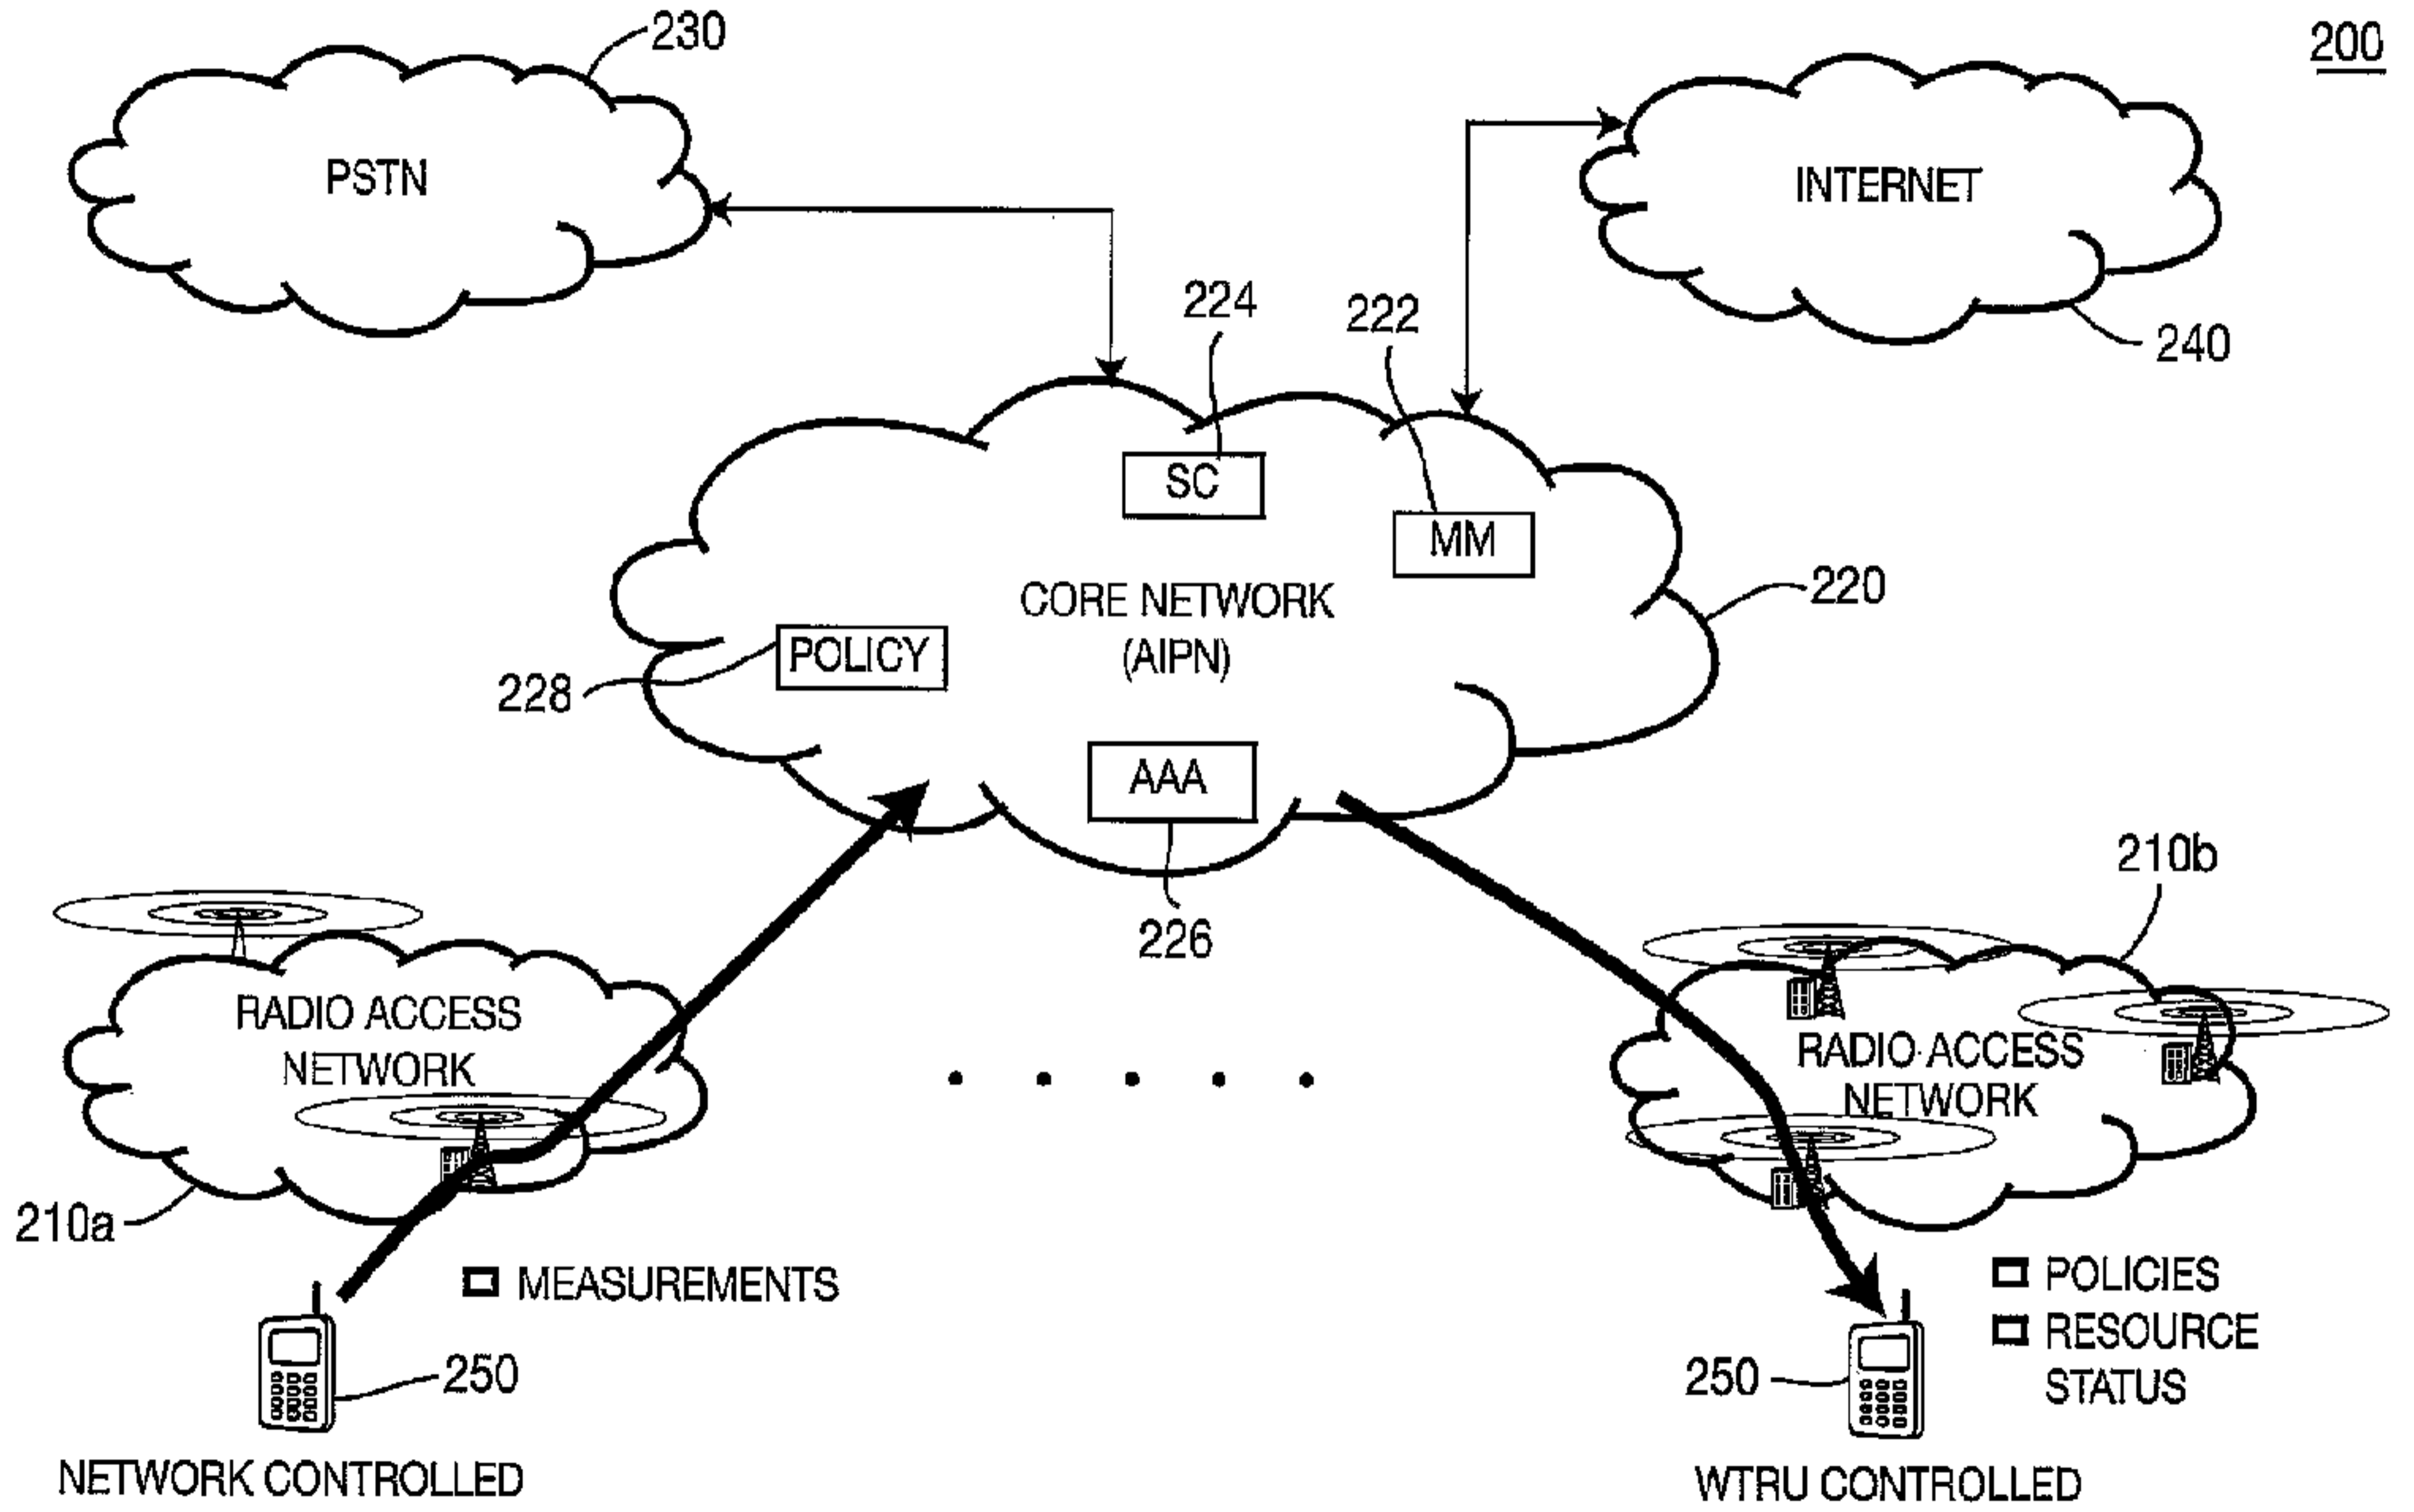 230
200
PSTN
INTERNET
224
222
240
SC
MM
CORE NETWORK
(AIPN)
220
POLICY
228
AAA
226
210b
RADIO ACCESS
NETWORK
RADIO ACCESS
NETWORK
210a
MEASUREMENTS
POLICIES
RESOURCE
STATUS
250
250
NETWORK CONTROLLED
WTRU CONTROLLED